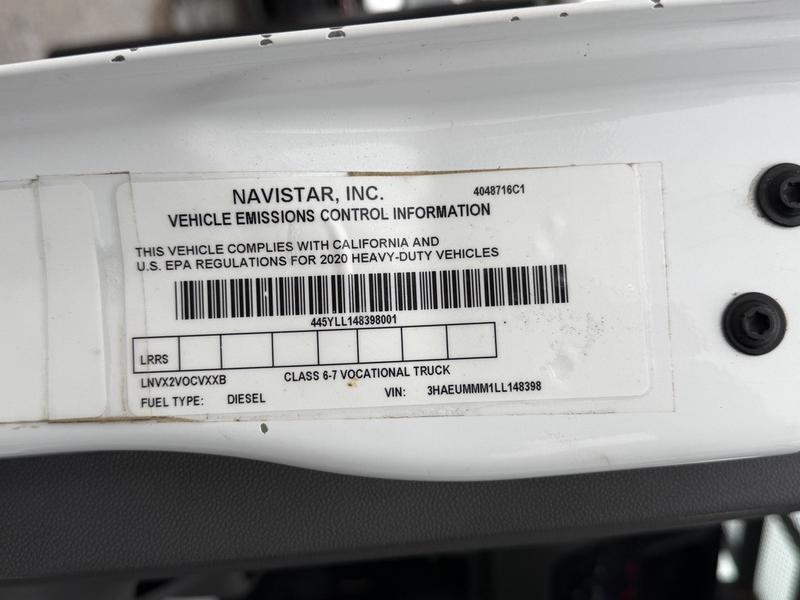 NAVISTAR, INC.
4048716C1
VEHICLE EMISSIONS CONTROL INFORMATION
THIS VEHICLE COMPLIES WITH CALIFORNIA AND
U.S. EPA REGULATIONS FOR 2020 HEAVY-DUTY VEHICLES
445YLL148398001
LRRS
LNVX2VOCVXXB CLASS 6-7 VOCATIONAL TRUCK
FUEL TYPE: DIESEL VIN: 3HAEUMMM1LL148398